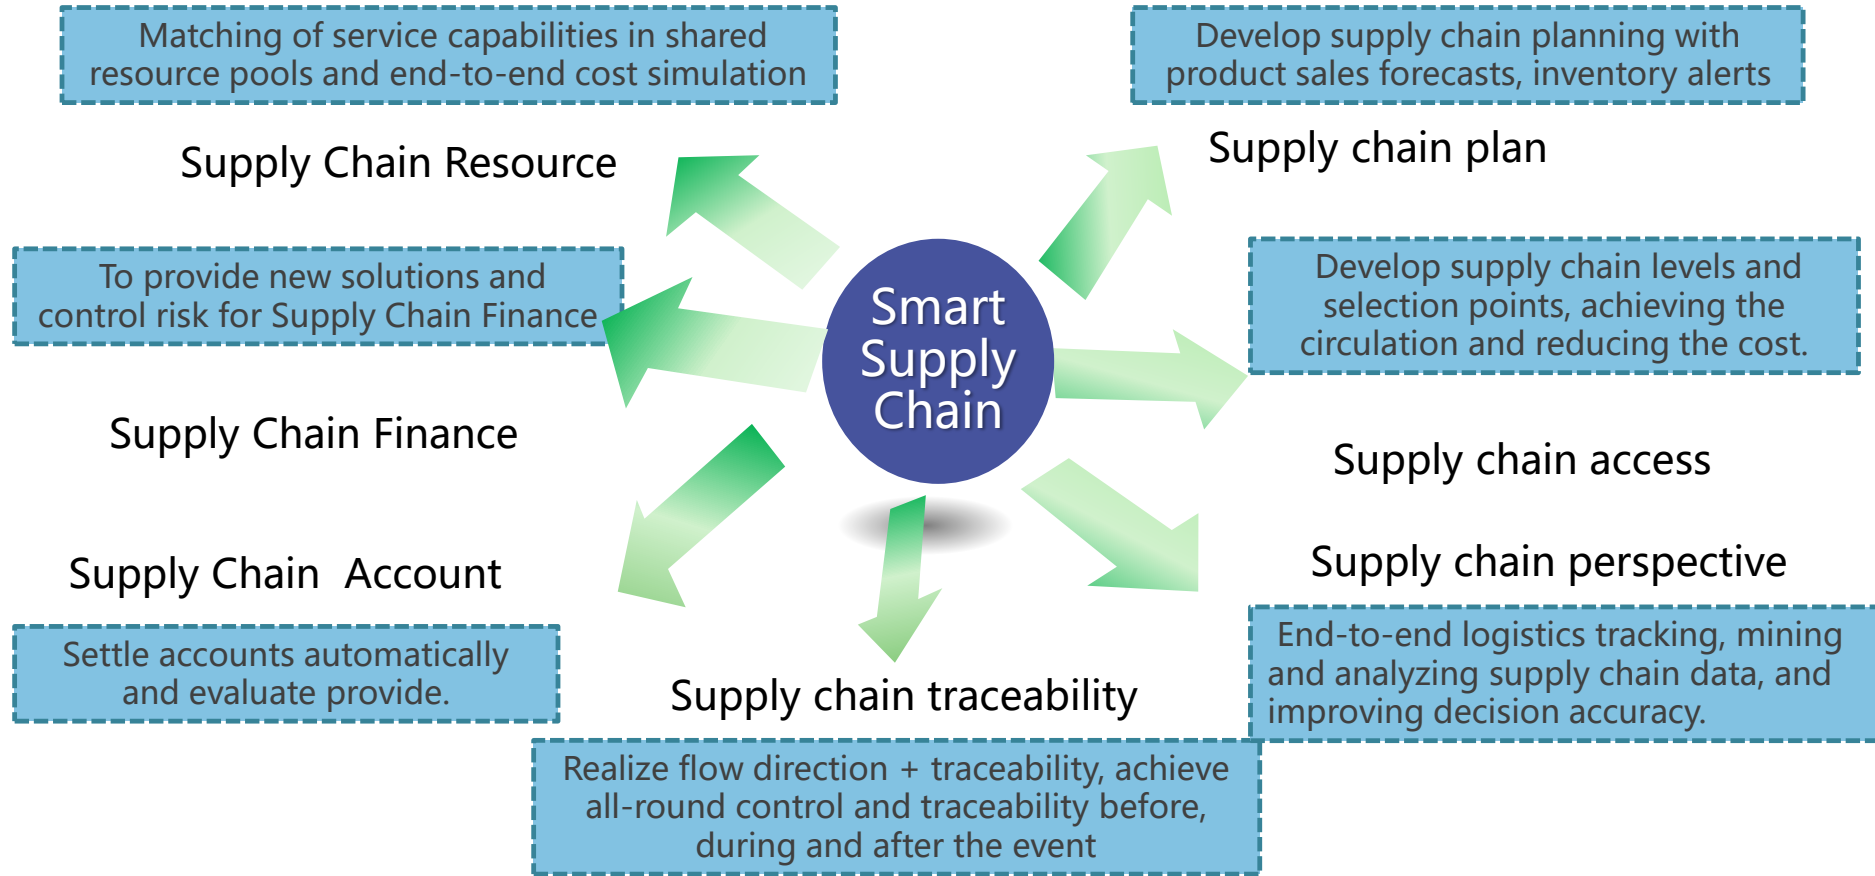 Matching of service capabilities in shared
resource pools and end-to-end cost simulation
Supply Chain Resource
Develop supply chain planning with
product sales forecasts, inventory alerts
Supply chain plan
To provide new solutions and
control risk for Supply Chain Finance
Supply Chain Finance
Smart
Supply
Chain
Develop supply chain levels and
selection points, achieving the
circulation and reducing the cost.
Supply chain access
Supply Chain  Account
Settle accounts automatically
and evaluate provide.
Supply chain traceability
Realize flow direction + traceability, achieve
all-round control and traceability before,
during and after the event
Supply chain perspective
End-to-end logistics tracking, mining
and analyzing supply chain data, and
improving decision accuracy.